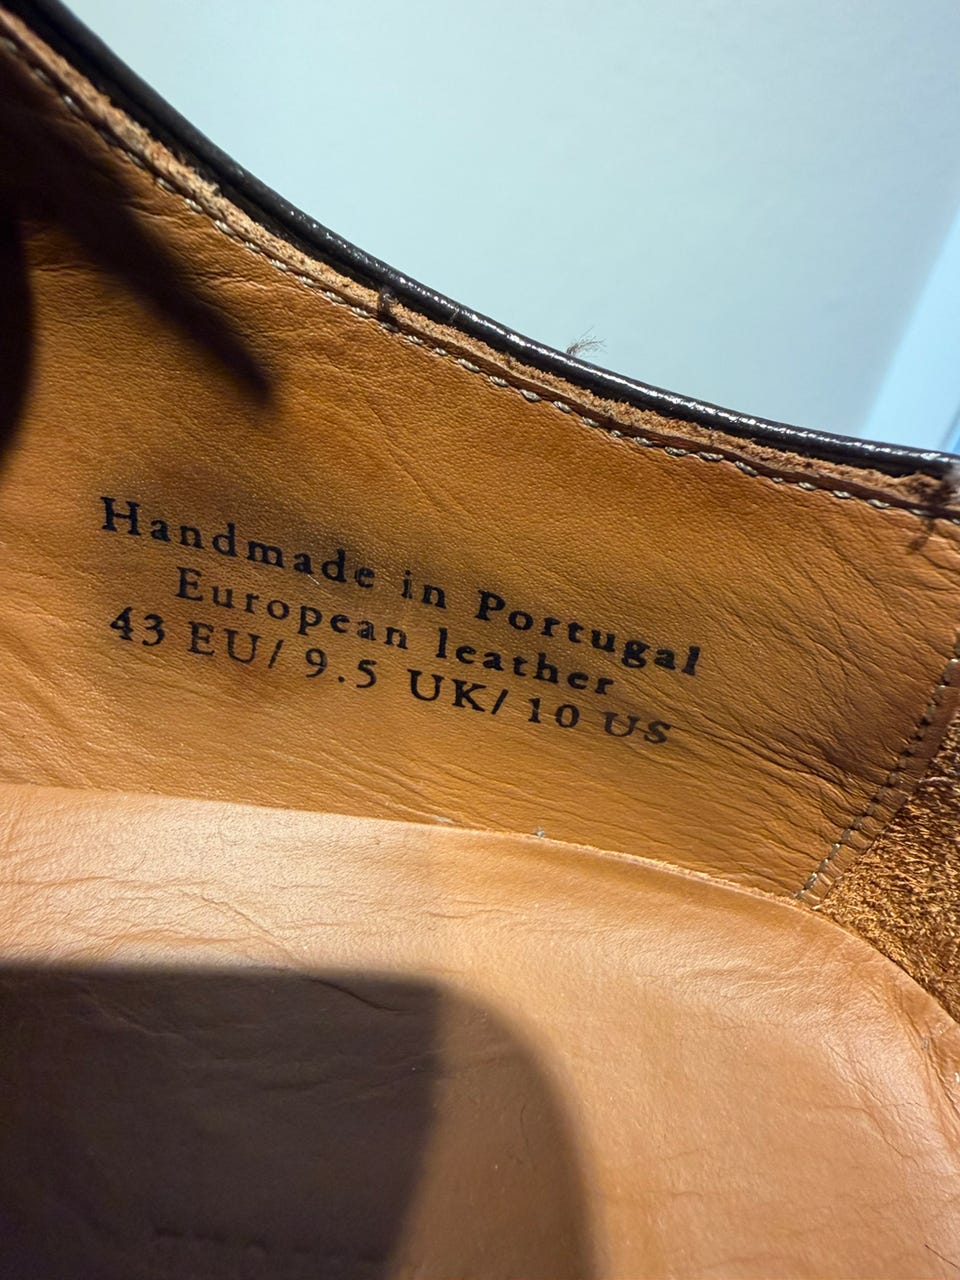 Handmade in Portugal
European leather
43 EU/ 9.5 UK/ 10 US